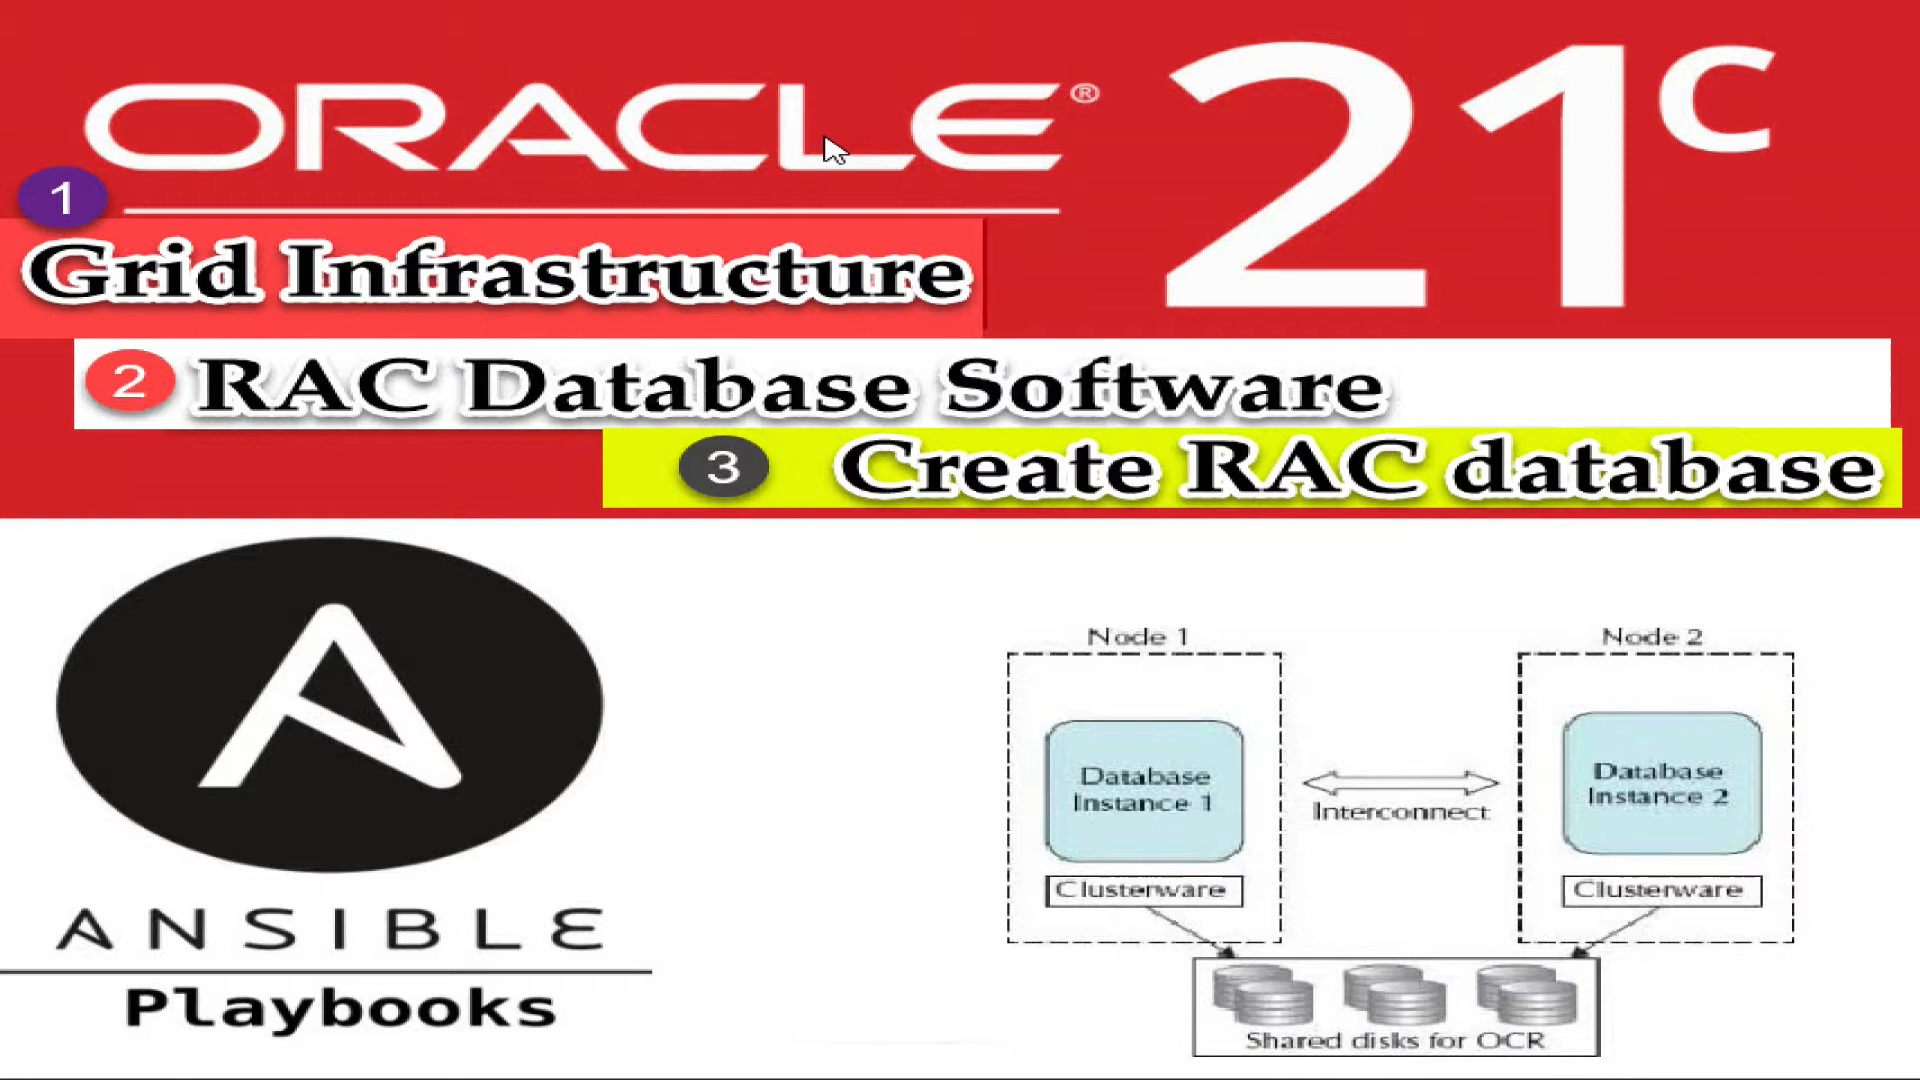 ORACLE® 21c
1
Grid Infrastructure
2 RAC Database Software
3 Create RAC database
ANSIBLE
Playbooks
Node 1
Node 2
Database
Instance 1
Interconnect
Database
Instance 2
Clusterware
Clusterware
Shared disks for OCR